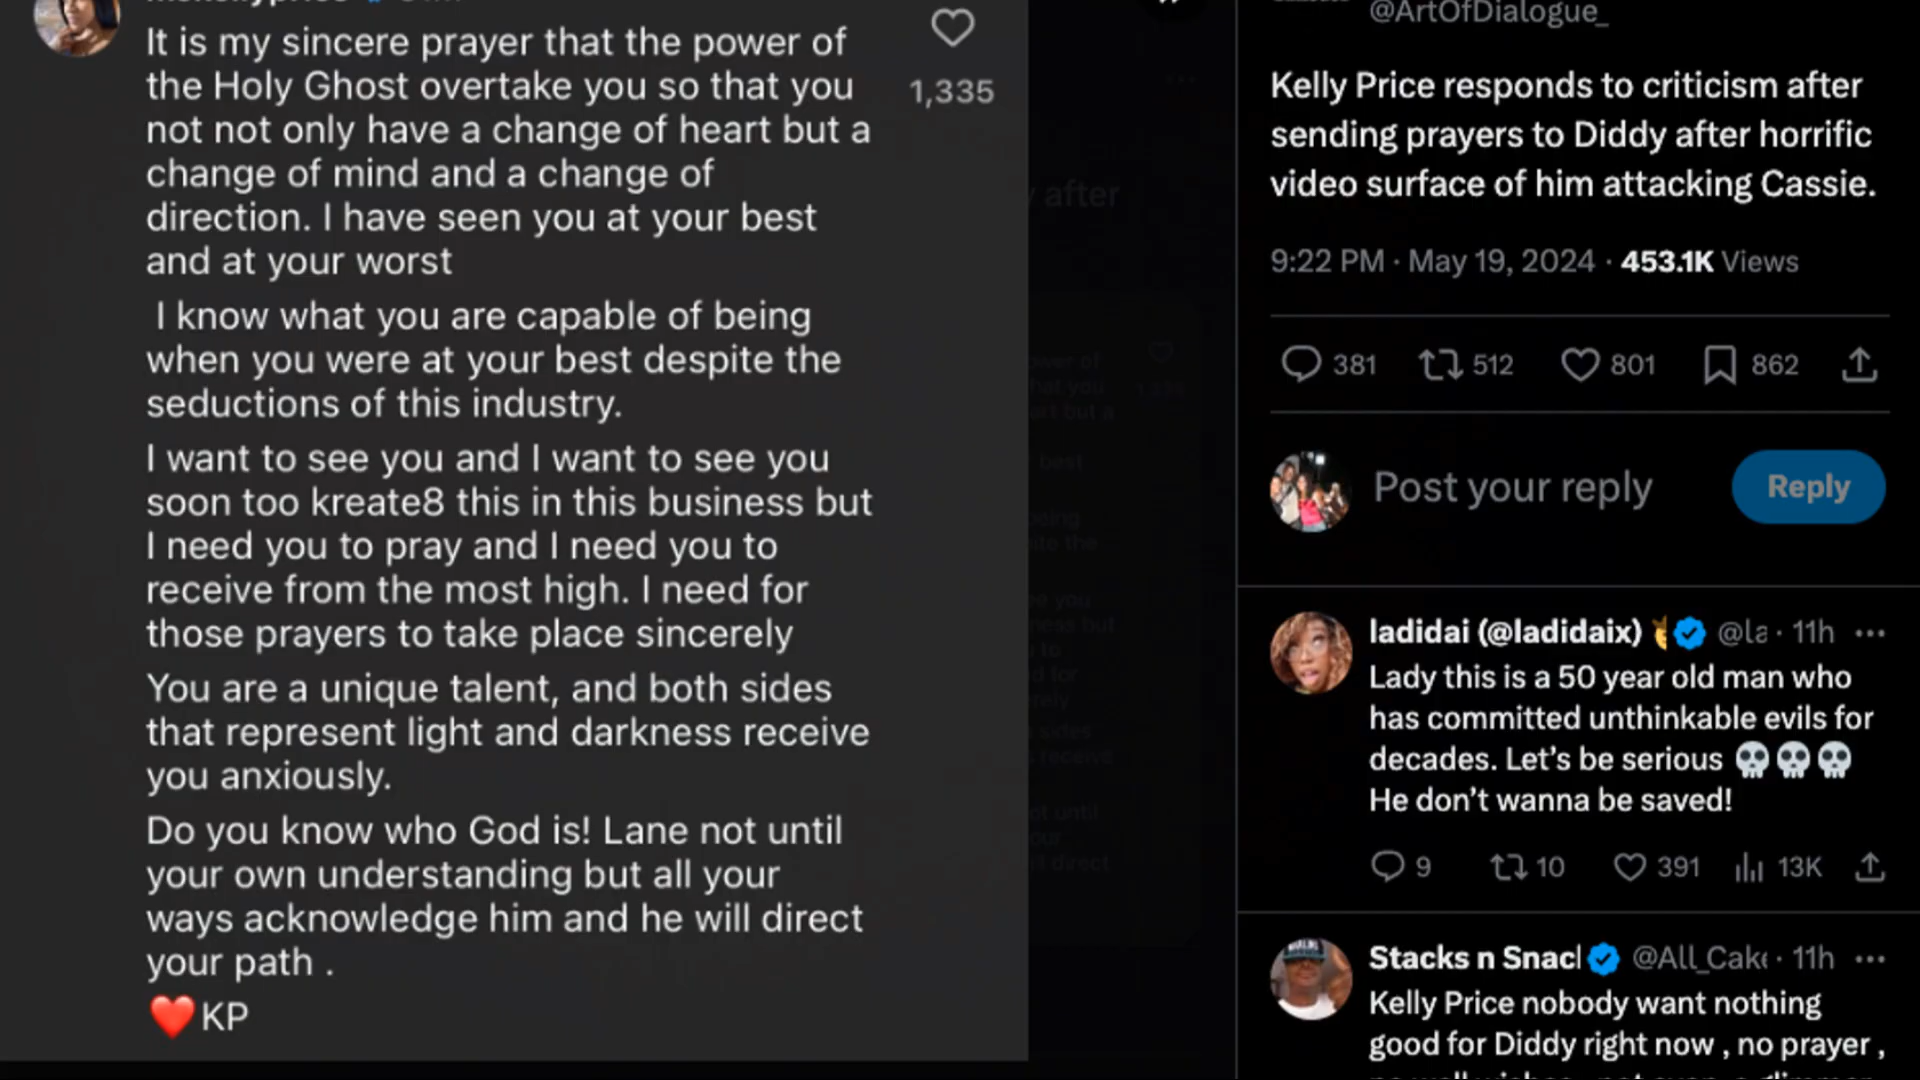 It is my sincere prayer that the power of
the Holy Ghost overtake you so that you
not not only have a change of heart but a
change of mind and a change of
direction. I have seen you at your best
and at your worst
I know what you are capable of being
when you were at your best despite the
seductions of this industry.
I want to see you and I want to see you
soon too kreate8 this in this business but
I need you to pray and I need you to
receive from the most high. I need for
those prayers to take place sincerely
You are a unique talent, and both sides
that represent light and darkness receive
you anxiously.
Do you know who God is! Lane not until
your own understanding but all your
ways acknowledge him and he will direct
your path .
❤️KP
1,335
after
@ArtOfDialogue_
Kelly Price responds to criticism after
sending prayers to Diddy after horrific
video surface of him attacking Cassie.
9:22 PM · May 19, 2024 · 453.1K Views
381 512 801 862
Post your reply Reply
ladidai (@ladidaix) @la · 11h
Lady this is a 50 year old man who
has committed unthinkable evils for
decades. Let's be serious 💀💀💀
He don't wanna be saved!
9 10 391 13K
Stacks n Snacl @All_Cake · 11h
Kelly Price nobody want nothing
good for Diddy right now , no prayer ,